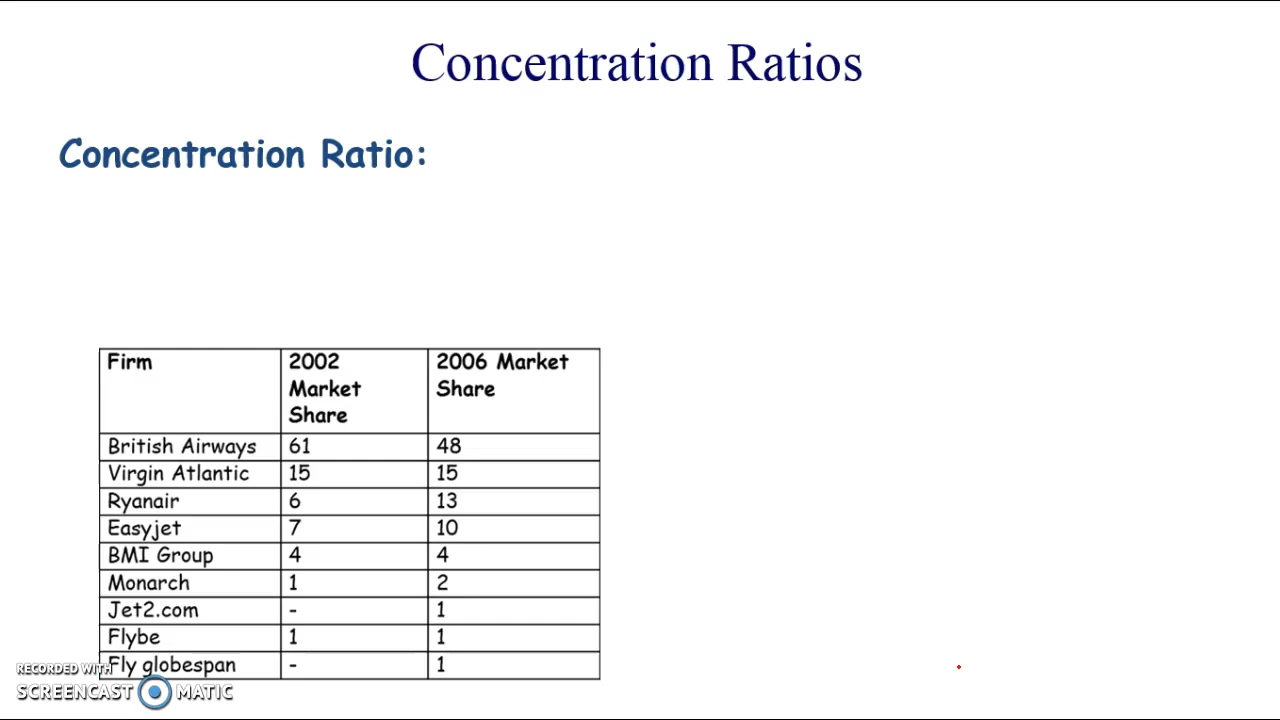 Concentration Ratios
Concentration Ratio:
Firm 2002 Market Share 2006 Market Share
British Airways 61 48
Virgin Atlantic 15 15
Ryanair 6 13
Easyjet 7 10
BMI Group 4 4
Monarch 1 2
Jet2.com - 1
Flybe 1 1
Fly globespan - 1
RECORDED WITH
SCREENCAST MATIC